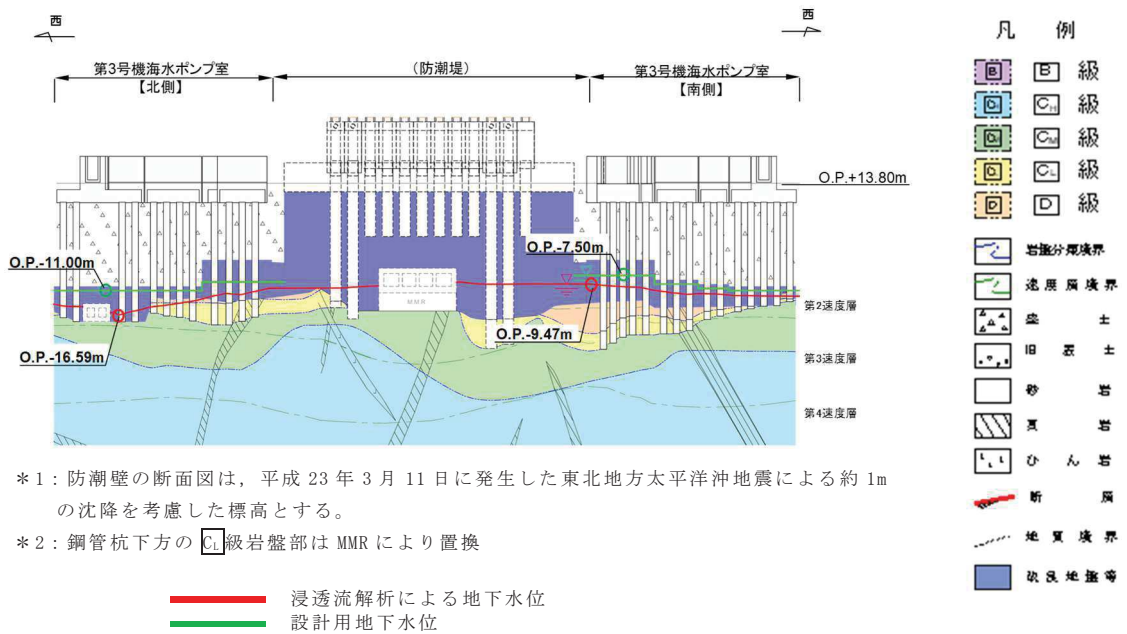 西
西
第3号機海水ポンプ室
【北側】
(防潮堤)
第3号機海水ポンプ室
【南側】
O.P.+13.80m
O.P.-11.00m
O.P.-7.50m
MMR
O.P.-16.59m
O.P.-9.47m
第2速度層
第3速度層
第4速度層
*1：防潮壁の断面図は，平成 23 年 3 月 11 日に発生した東北地方太平洋沖地震による約 1m
の沈降を考慮した標高とする。
*2：鋼管杭下方の CL級岩盤部は MMR により置換
浸透流解析による地下水位
設計用地下水位
凡 例
B B 級
CH CH 級
CM CM 級
CL CL 級
D D 級
岩盤分類境界
速度層境界
盛土
旧表土
砂岩
頁岩
ひん岩
断層
地質境界
改良地盤等